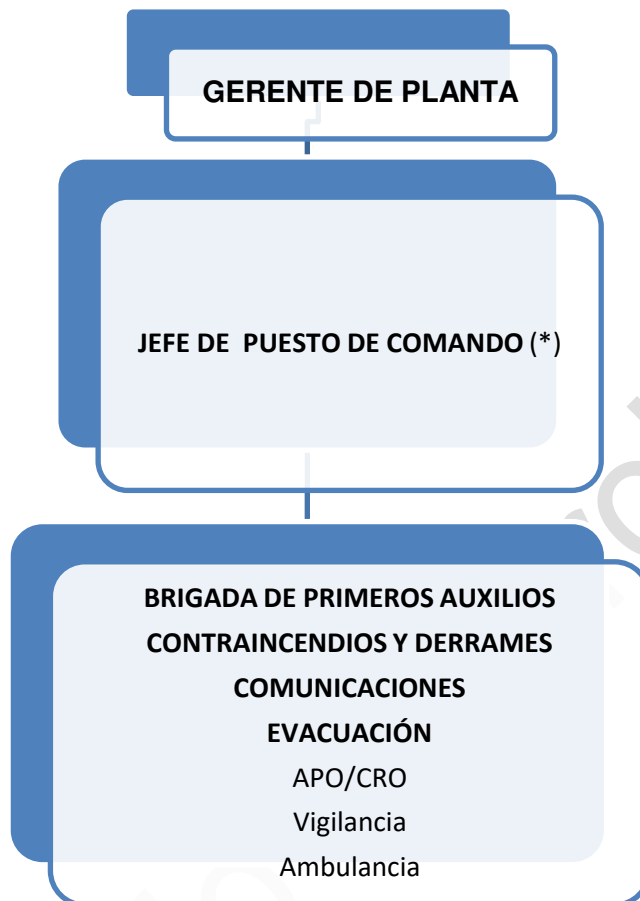 GERENTE DE PLANTA
JEFE DE PUESTO DE COMANDO (*)
BRIGADA DE PRIMEROS AUXILIOS
CONTRAINCENDIOS Y DERRAMES
COMUNICACIONES
EVACUACIÓN
APO/CRO
Vigilancia
Ambulancia